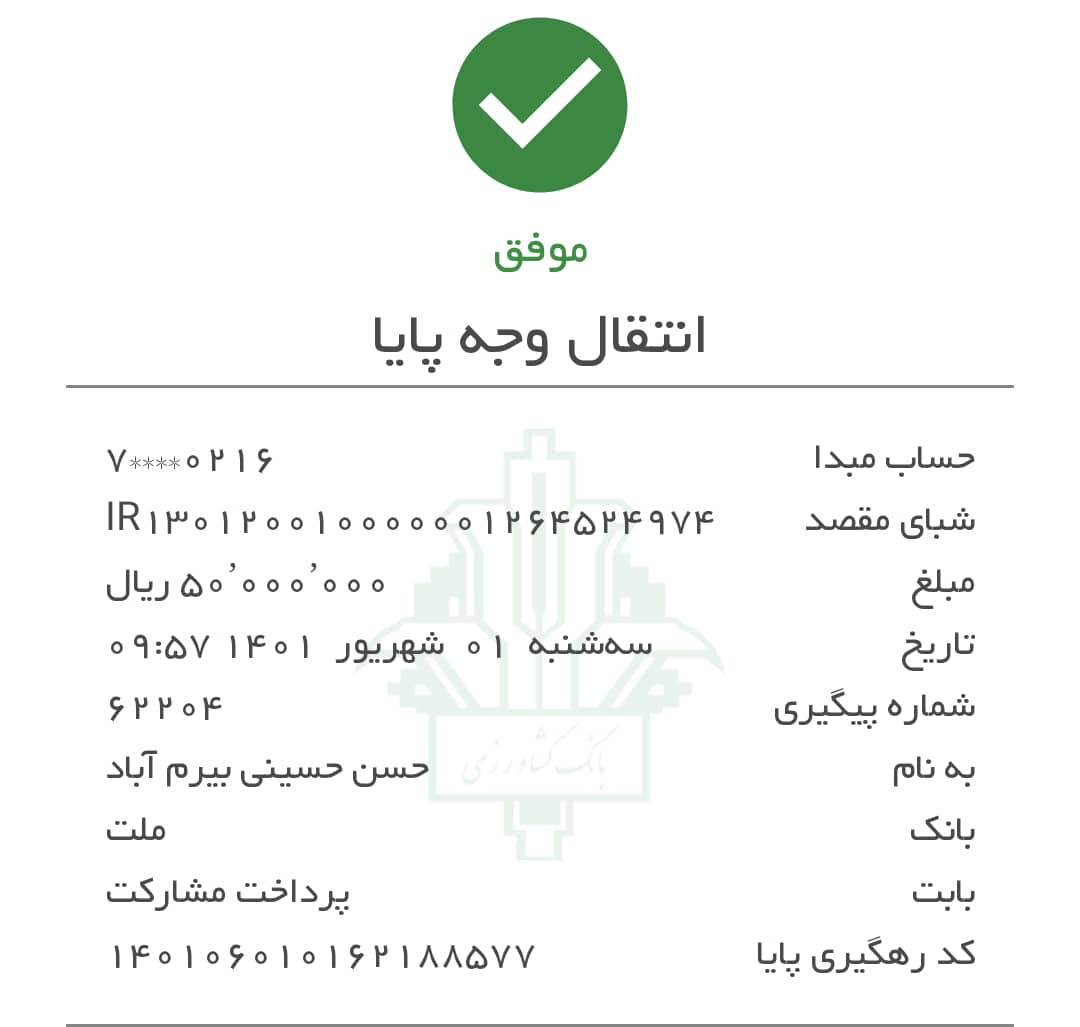 موفق
انتقال وجه پایا
حساب مبدا ۷****۰۲۱۶
شبای مقصد IR۱۳۰۱۲۰۰۱۰۰۰۰۰۰۱۲۶۴۵۲۴۹۷۴
مبلغ ۵۰٬۰۰۰٬۰۰۰ ریال
تاریخ سه‌شنبه ۰۱ شهریور ۱۴۰۱ ۰۹:۵۷
شماره پیگیری ۶۲۲۰۴
به نام حسن حسینی بیرم آباد
بانک ملت
بابت پرداخت مشارکت
کد رهگیری پایا ۱۴۰۱۰۶۰۱۰۱۶۲۱۸۸۵۷۷
بانک کشاورزی